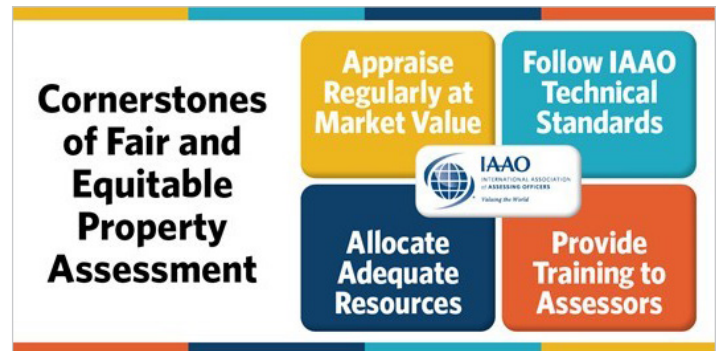 Cornerstones
of Fair and
Equitable
Property
Assessment
Appraise
Regularly at
Market Value
Follow IAAO
Technical
Standards
IAAO
INTERNATIONAL ASSOCIATION
of ASSESSING OFFICERS
Valuing the World
Allocate
Adequate
Resources
Provide
Training to
Assessors